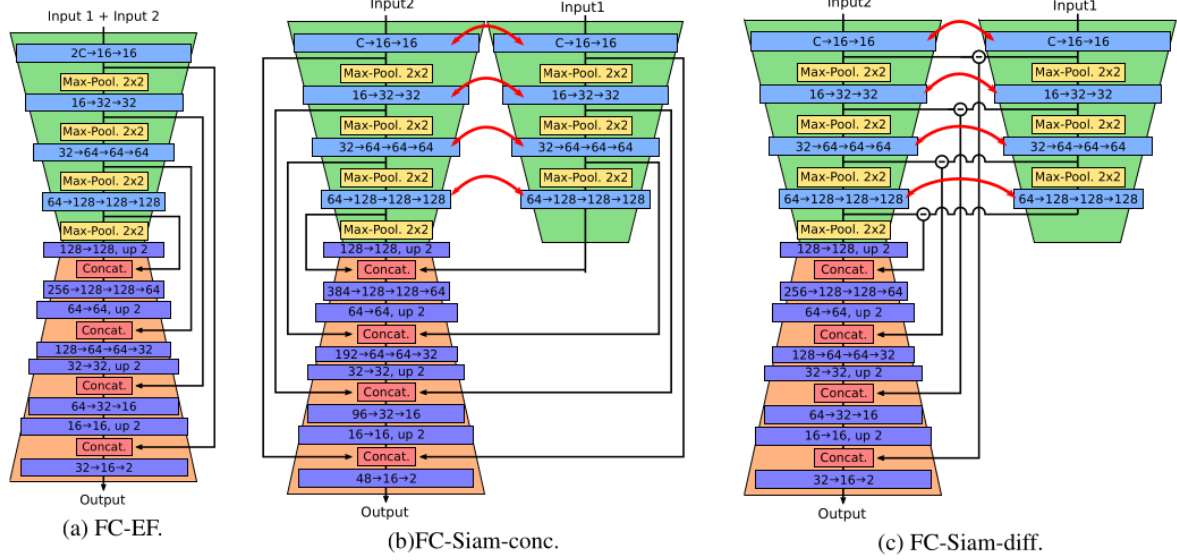 Input 1 + Input 2
2C→16→16
Max-Pool. 2x2
16→32→32
Max-Pool. 2x2
32→64→64→64
Max-Pool. 2x2
64→128→128→128
Max-Pool. 2x2
128→128, up 2
Concat.
256→128→128→64
64→64, up 2
Concat.
128→64→64→32
32→32, up 2
Concat.
64→32→16
16→16, up 2
Concat.
32→16→2
Output
(a) FC-EF.
Input2
Input1
C→16→16
C→16→16
Max-Pool. 2x2
Max-Pool. 2x2
16→32→32
16→32→32
Max-Pool. 2x2
Max-Pool. 2x2
32→64→64→64
32→64→64→64
Max-Pool. 2x2
Max-Pool. 2x2
64→128→128→128
64→128→128→128
Max-Pool. 2x2
128→128, up 2
Concat.
384→128→128→64
64→64, up 2
Concat.
192→64→64→32
32→32, up 2
Concat.
96→32→16
16→16, up 2
Concat.
48→16→2
Output
(b)FC-Siam-conc.
Input2
Input1
C→16→16
C→16→16
Max-Pool. 2x2
Max-Pool. 2x2
16→32→32
16→32→32
Max-Pool. 2x2
Max-Pool. 2x2
32→64→64→64
32→64→64→64
Max-Pool. 2x2
Max-Pool. 2x2
64→128→128→128
64→128→128→128
Max-Pool. 2x2
128→128, up 2
Concat.
256→128→128→64
64→64, up 2
Concat.
128→64→64→32
32→32, up 2
Concat.
64→32→16
16→16, up 2
Concat.
32→16→2
Output
(c) FC-Siam-diff.